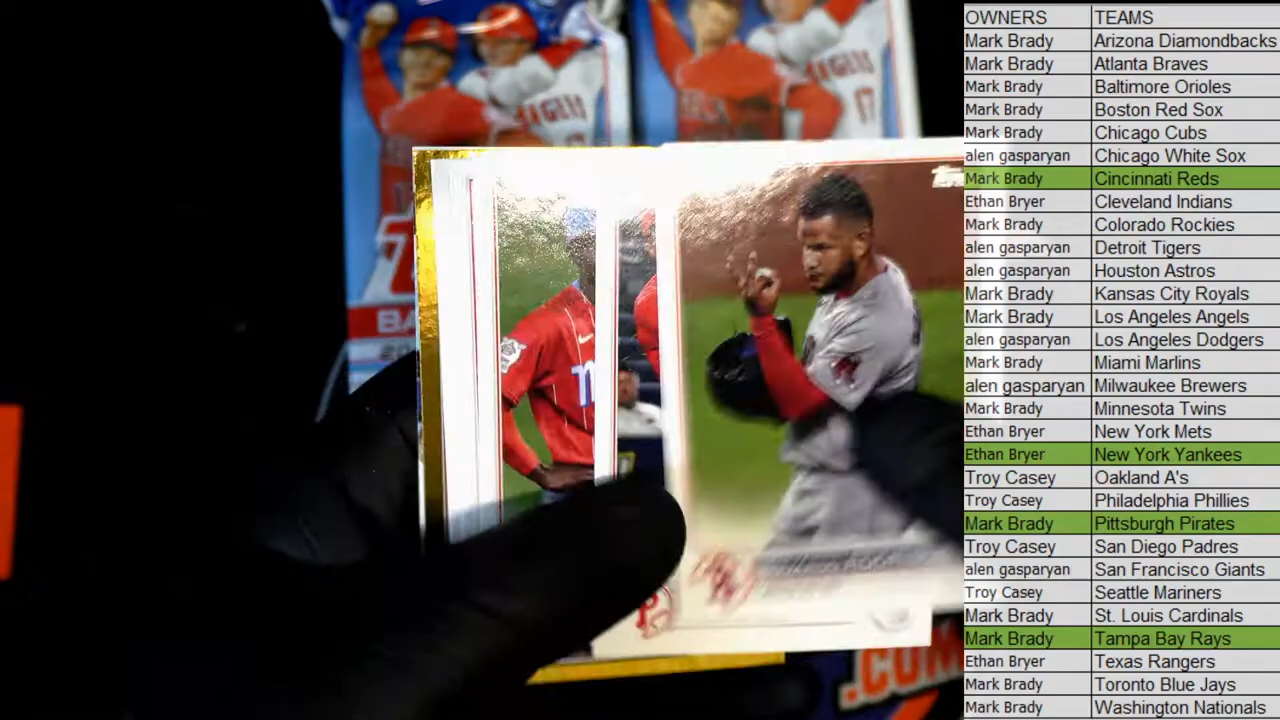 OWNERS TEAMS
Mark Brady Arizona Diamondbacks
Mark Brady Atlanta Braves
Mark Brady Baltimore Orioles
Mark Brady Boston Red Sox
Mark Brady Chicago Cubs
alen gasparyan Chicago White Sox
Mark Brady Cincinnati Reds
Ethan Bryer Cleveland Indians
Mark Brady Colorado Rockies
alen gasparyan Detroit Tigers
alen gasparyan Houston Astros
Mark Brady Kansas City Royals
Mark Brady Los Angeles Angels
alen gasparyan Los Angeles Dodgers
Mark Brady Miami Marlins
alen gasparyan Milwaukee Brewers
Mark Brady Minnesota Twins
Ethan Bryer New York Mets
Ethan Bryer New York Yankees
Troy Casey Oakland A's
Troy Casey Philadelphia Phillies
Mark Brady Pittsburgh Pirates
Troy Casey San Diego Padres
alen gasparyan San Francisco Giants
Troy Casey Seattle Mariners
Mark Brady St. Louis Cardinals
Mark Brady Tampa Bay Rays
Ethan Bryer Texas Rangers
Mark Brady Toronto Blue Jays
Mark Brady Washington Nationals
17
BA
.COM